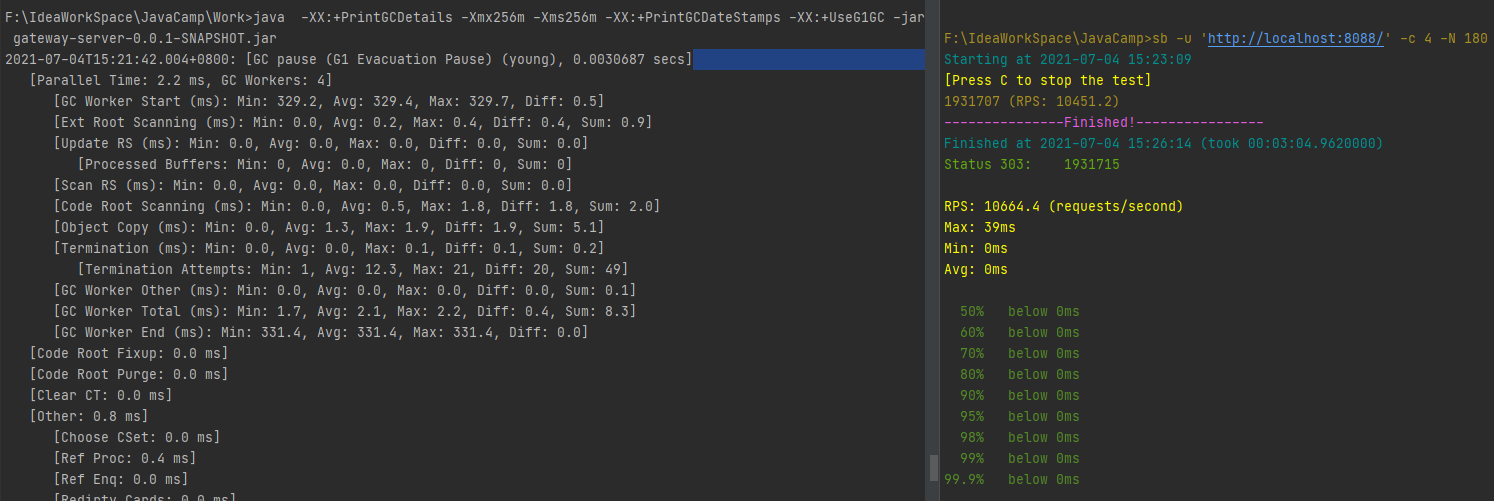 F:\IdeaWorkSpace\JavaCamp\Work>java  -XX:+PrintGCDetails -Xmx256m -Xms256m -XX:+PrintGCDateStamps -XX:+UseG1GC -jar
 gateway-server-0.0.1-SNAPSHOT.jar
2021-07-04T15:21:42.004+0800: [GC pause (G1 Evacuation Pause) (young), 0.0030687 secs]
   [Parallel Time: 2.2 ms, GC Workers: 4]
      [GC Worker Start (ms): Min: 329.2, Avg: 329.4, Max: 329.7, Diff: 0.5]
      [Ext Root Scanning (ms): Min: 0.0, Avg: 0.2, Max: 0.4, Diff: 0.4, Sum: 0.9]
      [Update RS (ms): Min: 0.0, Avg: 0.0, Max: 0.0, Diff: 0.0, Sum: 0.0]
         [Processed Buffers: Min: 0, Avg: 0.0, Max: 0, Diff: 0, Sum: 0]
      [Scan RS (ms): Min: 0.0, Avg: 0.0, Max: 0.0, Diff: 0.0, Sum: 0.0]
      [Code Root Scanning (ms): Min: 0.0, Avg: 0.5, Max: 1.8, Diff: 1.8, Sum: 2.0]
      [Object Copy (ms): Min: 0.0, Avg: 1.3, Max: 1.9, Diff: 1.9, Sum: 5.1]
      [Termination (ms): Min: 0.0, Avg: 0.0, Max: 0.1, Diff: 0.1, Sum: 0.2]
         [Termination Attempts: Min: 1, Avg: 12.3, Max: 21, Diff: 20, Sum: 49]
      [GC Worker Other (ms): Min: 0.0, Avg: 0.0, Max: 0.0, Diff: 0.0, Sum: 0.1]
      [GC Worker Total (ms): Min: 1.7, Avg: 2.1, Max: 2.2, Diff: 0.4, Sum: 8.3]
      [GC Worker End (ms): Min: 331.4, Avg: 331.4, Max: 331.4, Diff: 0.0]
   [Code Root Fixup: 0.0 ms]
   [Code Root Purge: 0.0 ms]
   [Clear CT: 0.0 ms]
   [Other: 0.8 ms]
      [Choose CSet: 0.0 ms]
      [Ref Proc: 0.4 ms]
      [Ref Enq: 0.0 ms]
      [Redirty Cards: 0.0 ms]
F:\IdeaWorkSpace\JavaCamp>sb -u 'http://localhost:8088/' -c 4 -N 180
Starting at 2021-07-04 15:23:09
[Press C to stop the test]
1931707 (RPS: 10451.2)
---------------Finished!----------------
Finished at 2021-07-04 15:26:14 (took 00:03:04.9620000)
Status 303:    1931715
RPS: 10664.4 (requests/second)
Max: 39ms
Min: 0ms
Avg: 0ms
  50%   below 0ms
  60%   below 0ms
  70%   below 0ms
  80%   below 0ms
  90%   below 0ms
  95%   below 0ms
  98%   below 0ms
  99%   below 0ms
99.9%   below 0ms